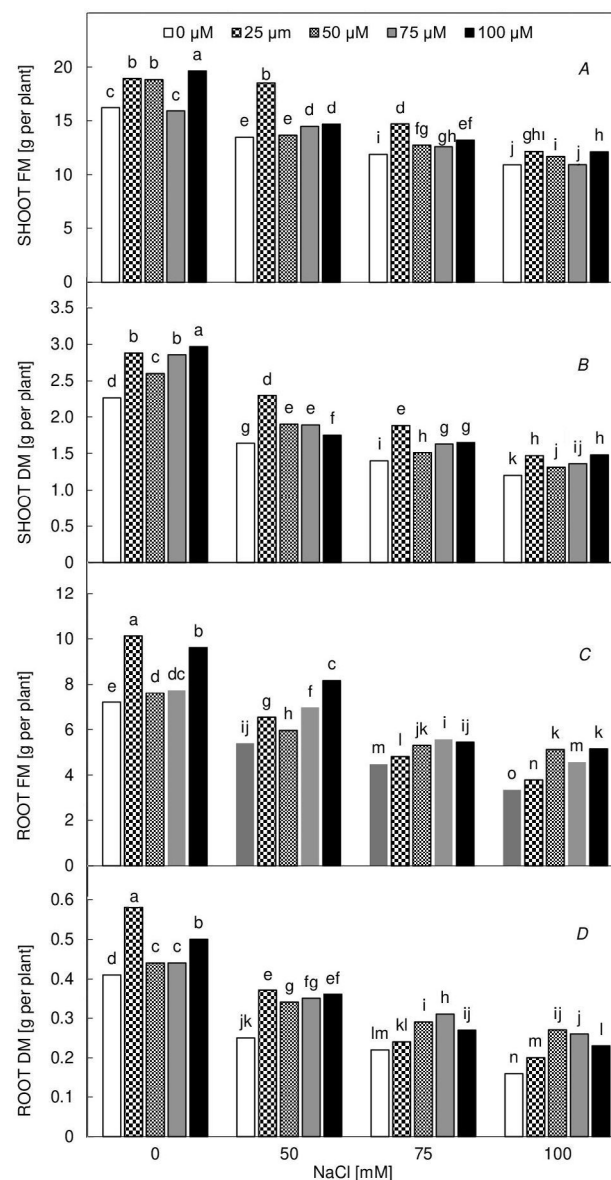 0 µM 25 µm 50 µM 75 µM 100 µM
A
SHOOT FM [g per plant]
20
15
10
5
0
c b b c a
e b e d d
i d fg gh ef
j ghı i j h
B
SHOOT DM [g per plant]
3.0
2.5
2.0
1.5
1.0
0.5
0
d b c b a
g d e e f
i e h g g
k h j ij h
C
ROOT FM [g per plant]
12
10
8
6
4
2
0
e a d dc b
ij g h f c
m l jk i ij
o n k m k
D
ROOT DM [g per plant]
0.6
0.5
0.4
0.3
0.2
0.1
0
d a c c b
jk e g fg ef
lm kl i h ij
n m ij j l
0 50 75 100
NaCl [mM]